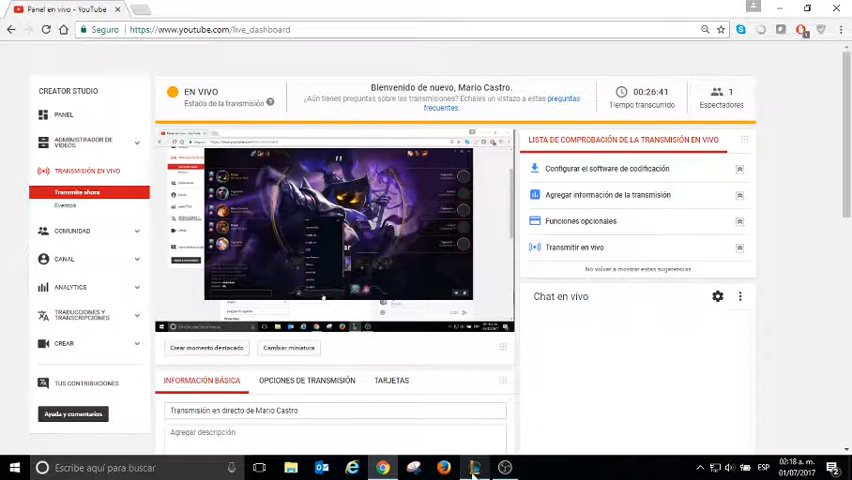 Panel en vivo - YouTube
Seguro https://www.youtube.com/live_dashboard
CREATOR STUDIO
PANEL
ADMINISTRADOR DE VÍDEOS
TRANSMISIÓN EN VIVO
Transmite ahora
Eventos
COMUNIDAD
CANAL
ANALYTICS
TRADUCCIONES Y TRANSCRIPCIONES
CREAR
TUS CONTRIBUCIONES
Ayuda y comentarios
EN VIVO
Estado de la transmisión
Bienvenido de nuevo, Mario Castro.
¿Aún tienes preguntas sobre las transmisiones? Échales un vistazo a estas preguntas
frecuentes.
00:26:41
Tiempo transcurrido
1
Espectadores
Crear momento destacado
Cambiar miniatura
INFORMACIÓN BÁSICA
OPCIONES DE TRANSMISIÓN
TARJETAS
Transmisión en directo de Mario Castro
Agregar descripción
LISTA DE COMPROBACIÓN DE LA TRANSMISIÓN EN VIVO
Configurar el software de codificación
Agregar información de la transmisión
Funciones opcionales
Transmitir en vivo
No volver a mostrar estas sugerencias
Chat en vivo
Escribe aquí para buscar
ESP
02:18 a. m.
01/07/2017
2